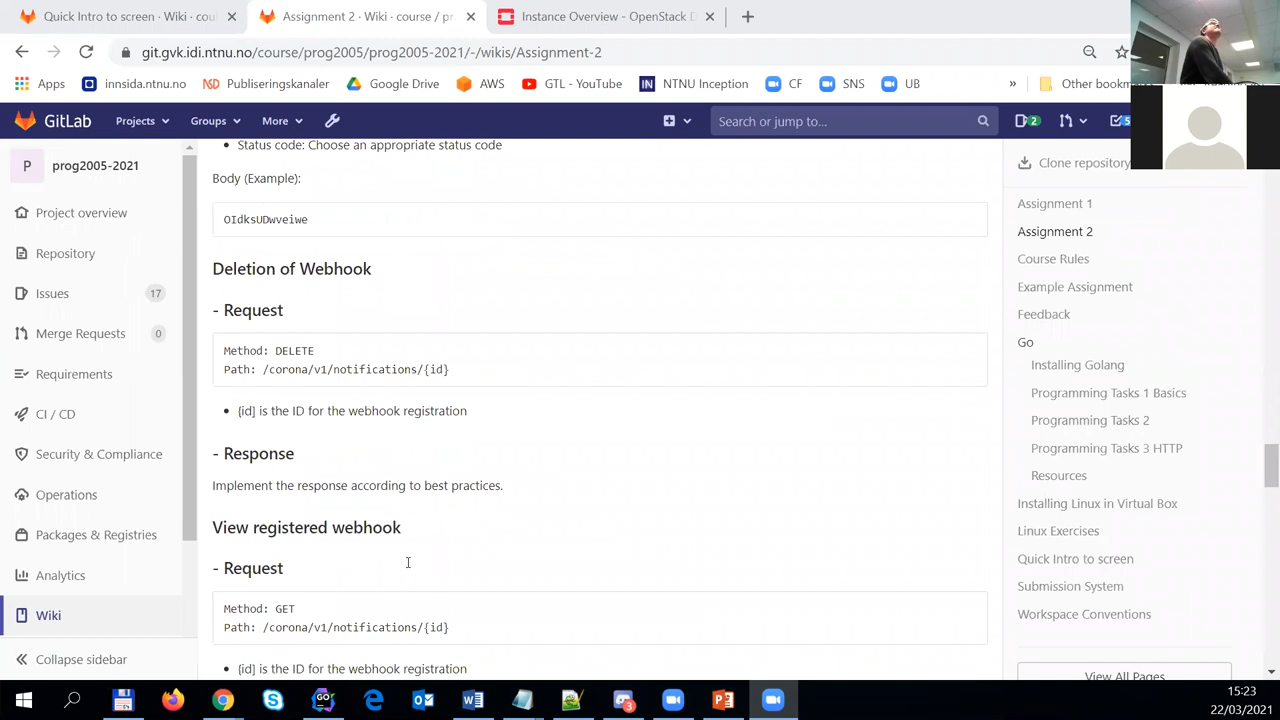 Quick Intro to screen · Wiki · cou
Assignment 2 · Wiki · course / pr
Instance Overview - OpenStack D
git.gvk.idi.ntnu.no/course/prog2005/prog2005-2021/-/wikis/Assignment-2
Apps
innsida.ntnu.no
Publiseringskanaler
Google Drive
AWS
GTL - YouTube
NTNU Inception
CF
SNS
UB
»
Other bookm
GitLab
Projects
Groups
More
Search or jump to...
2
5
P
prog2005-2021
Project overview
Repository
Issues
17
Merge Requests
0
Requirements
CI / CD
Security & Compliance
Operations
Packages & Registries
Analytics
Wiki
Collapse sidebar
• Status code: Choose an appropriate status code
Body (Example):
OIdksUDwveiwe
Deletion of Webhook
- Request
Method: DELETE
Path: /corona/v1/notifications/{id}
• {id} is the ID for the webhook registration
- Response
Implement the response according to best practices.
View registered webhook
- Request
Method: GET
Path: /corona/v1/notifications/{id}
• {id} is the ID for the webhook registration
Clone repository
Assignment 1
Assignment 2
Course Rules
Example Assignment
Feedback
Go
Installing Golang
Programming Tasks 1 Basics
Programming Tasks 2
Programming Tasks 3 HTTP
Resources
Installing Linux in Virtual Box
Linux Exercises
Quick Intro to screen
Submission System
Workspace Conventions
View All Pages
15:23
22/03/2021